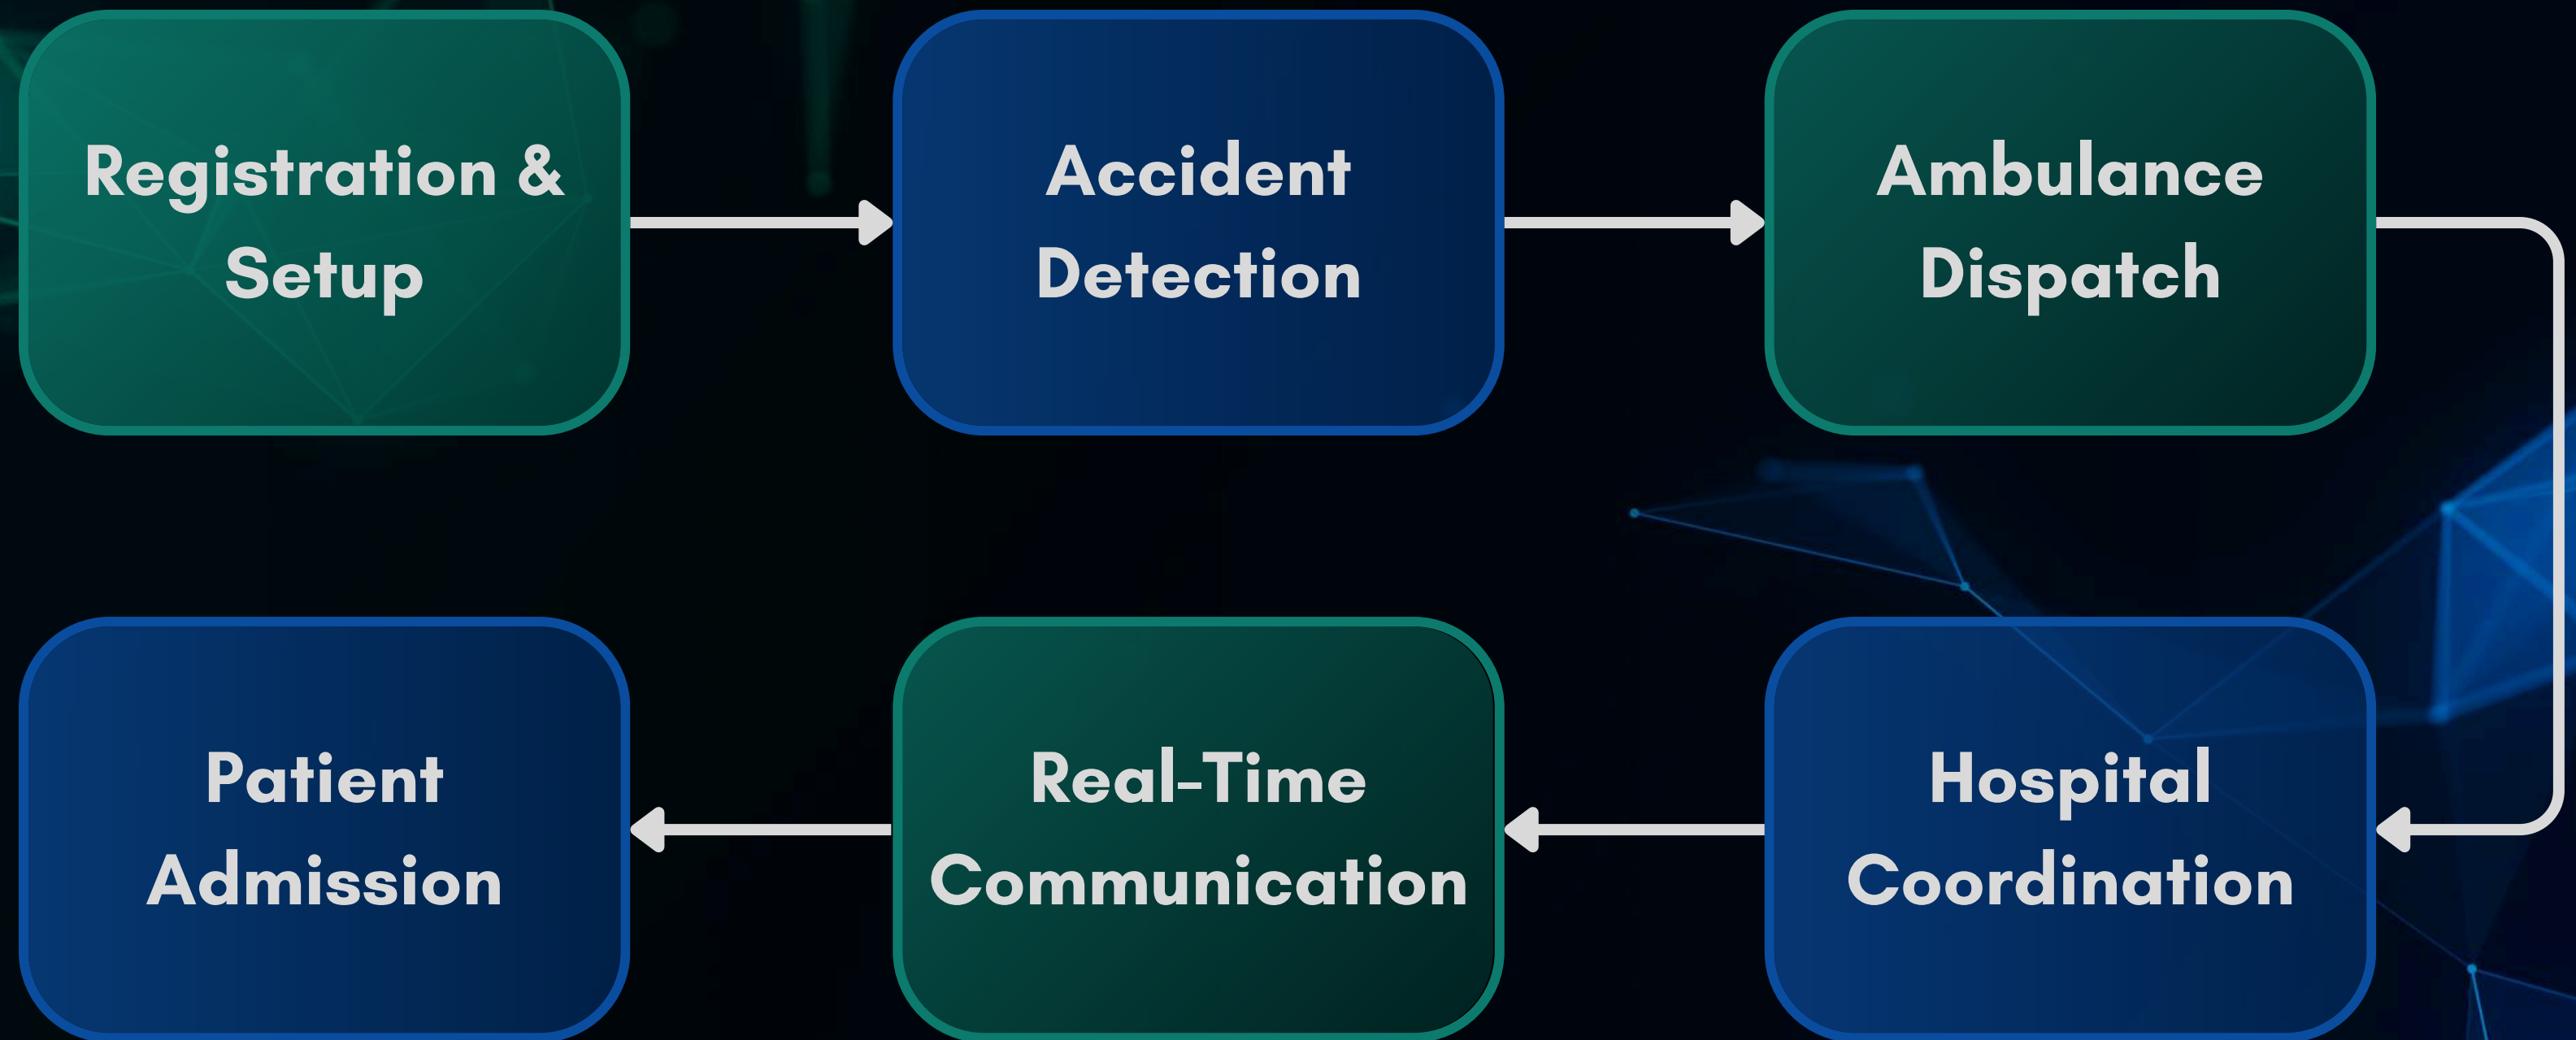 Registration &
Setup
Accident
Detection
Ambulance
Dispatch
Patient
Admission
Real-Time
Communication
Hospital
Coordination